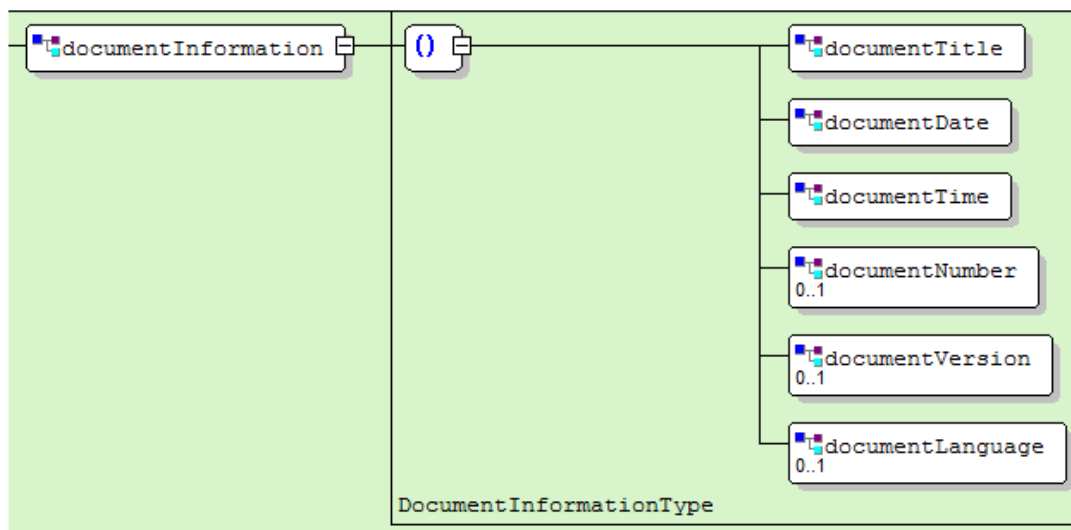 documentInformation
()
documentTitle
documentDate
documentTime
documentNumber
0..1
documentVersion
0..1
documentLanguage
0..1
DocumentInformationType